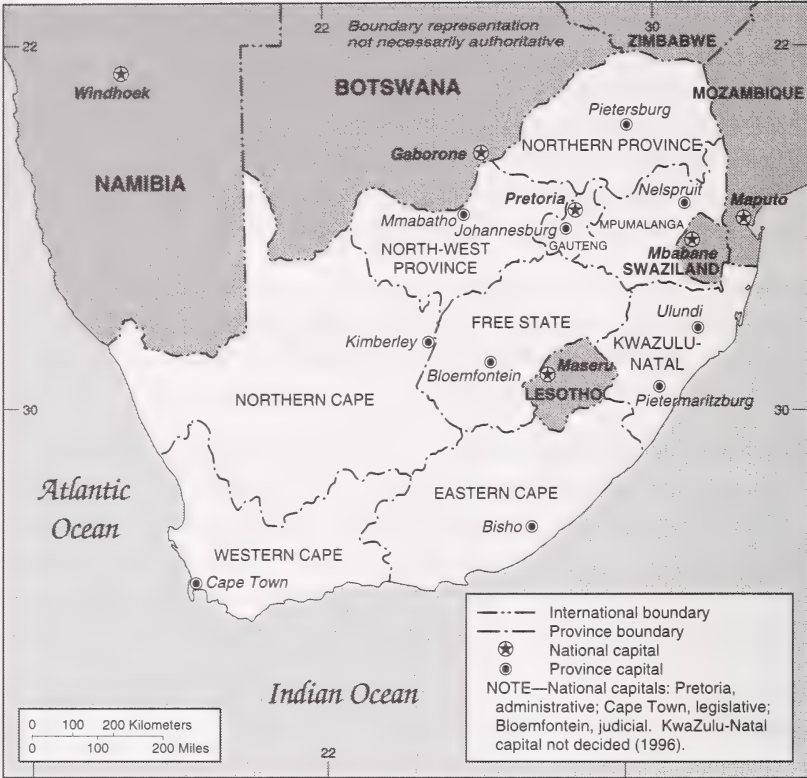 22
30
Boundary representation
not necessarily authoritative
22
ZIMBABWE
22
Windhoek
BOTSWANA
MOZAMBIQUE
Pietersburg
NORTHERN PROVINCE
Gaborone
NAMIBIA
Pretoria
Nelspruit
Maputo
Mmabatho
Johannesburg
MPUMALANGA
GAUTENG
NORTH-WEST
PROVINCE
Mbabane
SWAZILAND
Ulundi
FREE STATE
Kimberley
KWAZULU-
NATAL
Bloemfontein
Maseru
LESOTHO
NORTHERN CAPE
Pietermaritzburg
30
30
Atlantic
Ocean
EASTERN CAPE
Bisho
WESTERN CAPE
Cape Town
International boundary
Province boundary
National capital
Province capital
NOTE—National capitals: Pretoria,
administrative; Cape Town, legislative;
Bloemfontein, judicial. KwaZulu-Natal
capital not decided (1996).
Indian Ocean
0 100 200 Kilometers
0 100 200 Miles
22